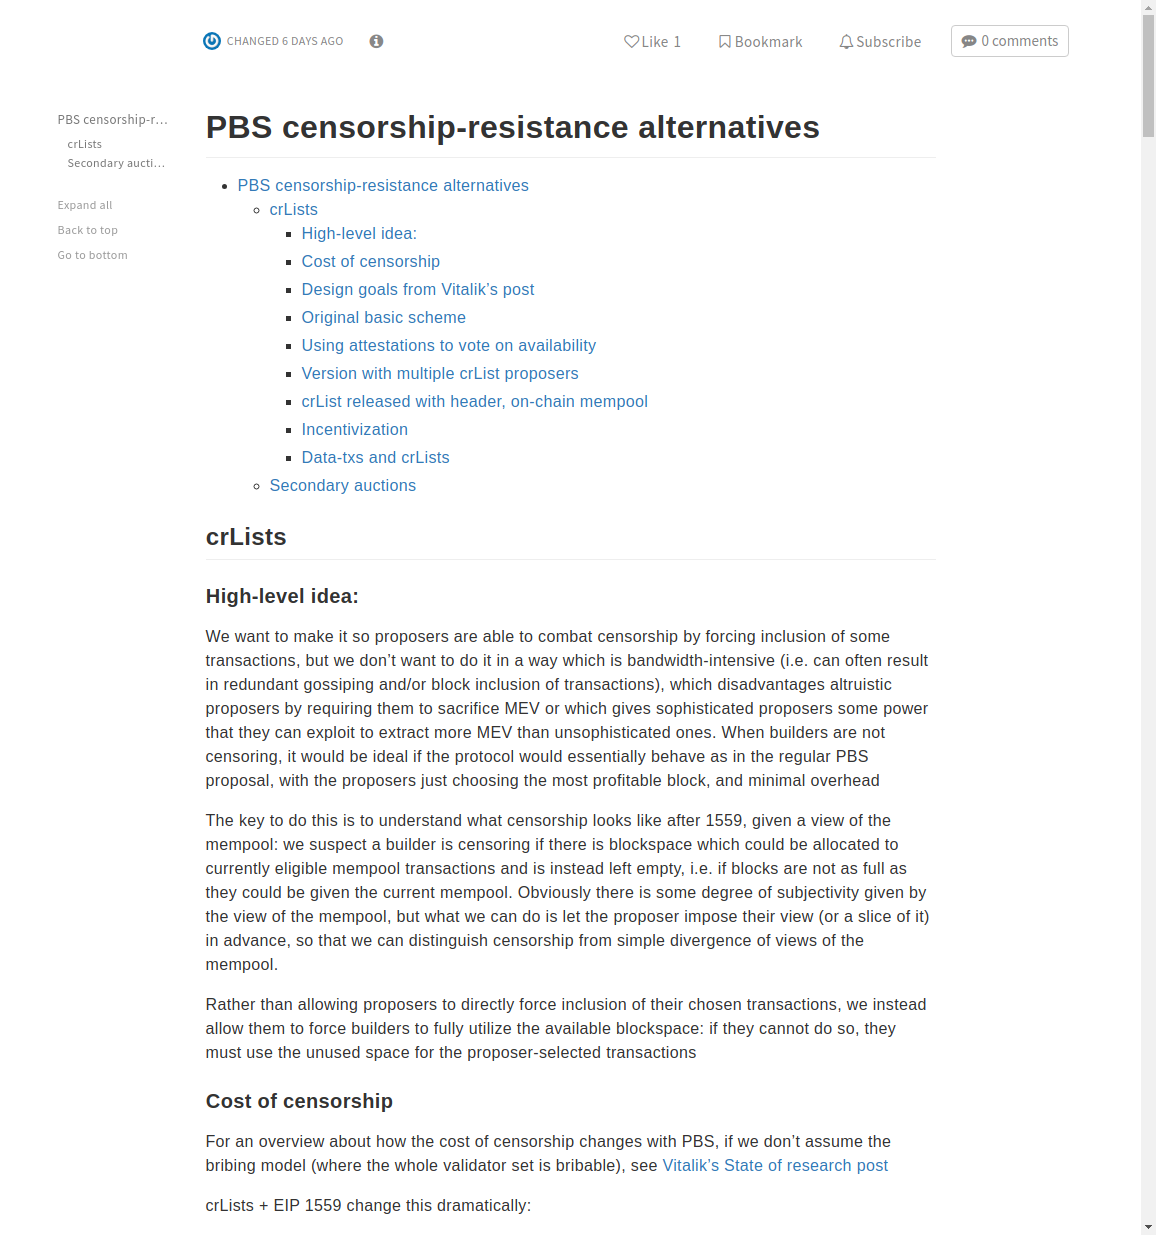 CHANGED 6 DAYS AGO
Like 1
Bookmark
Subscribe
0 comments
PBS censorship-r…
crLists
Secondary aucti…
Expand all
Back to top
Go to bottom
PBS censorship-resistance alternatives
PBS censorship-resistance alternatives
crLists
High-level idea:
Cost of censorship
Design goals from Vitalik’s post
Original basic scheme
Using attestations to vote on availability
Version with multiple crList proposers
crList released with header, on-chain mempool
Incentivization
Data-txs and crLists
Secondary auctions
crLists
High-level idea:
We want to make it so proposers are able to combat censorship by forcing inclusion of some
transactions, but we don’t want to do it in a way which is bandwidth-intensive (i.e. can often result
in redundant gossiping and/or block inclusion of transactions), which disadvantages altruistic
proposers by requiring them to sacrifice MEV or which gives sophisticated proposers some power
that they can exploit to extract more MEV than unsophisticated ones. When builders are not
censoring, it would be ideal if the protocol would essentially behave as in the regular PBS
proposal, with the proposers just choosing the most profitable block, and minimal overhead
The key to do this is to understand what censorship looks like after 1559, given a view of the
mempool: we suspect a builder is censoring if there is blockspace which could be allocated to
currently eligible mempool transactions and is instead left empty, i.e. if blocks are not as full as
they could be given the current mempool. Obviously there is some degree of subjectivity given by
the view of the mempool, but what we can do is let the proposer impose their view (or a slice of it)
in advance, so that we can distinguish censorship from simple divergence of views of the
mempool.
Rather than allowing proposers to directly force inclusion of their chosen transactions, we instead
allow them to force builders to fully utilize the available blockspace: if they cannot do so, they
must use the unused space for the proposer-selected transactions
Cost of censorship
For an overview about how the cost of censorship changes with PBS, if we don’t assume the
bribing model (where the whole validator set is bribable), see Vitalik’s State of research post
crLists + EIP 1559 change this dramatically: